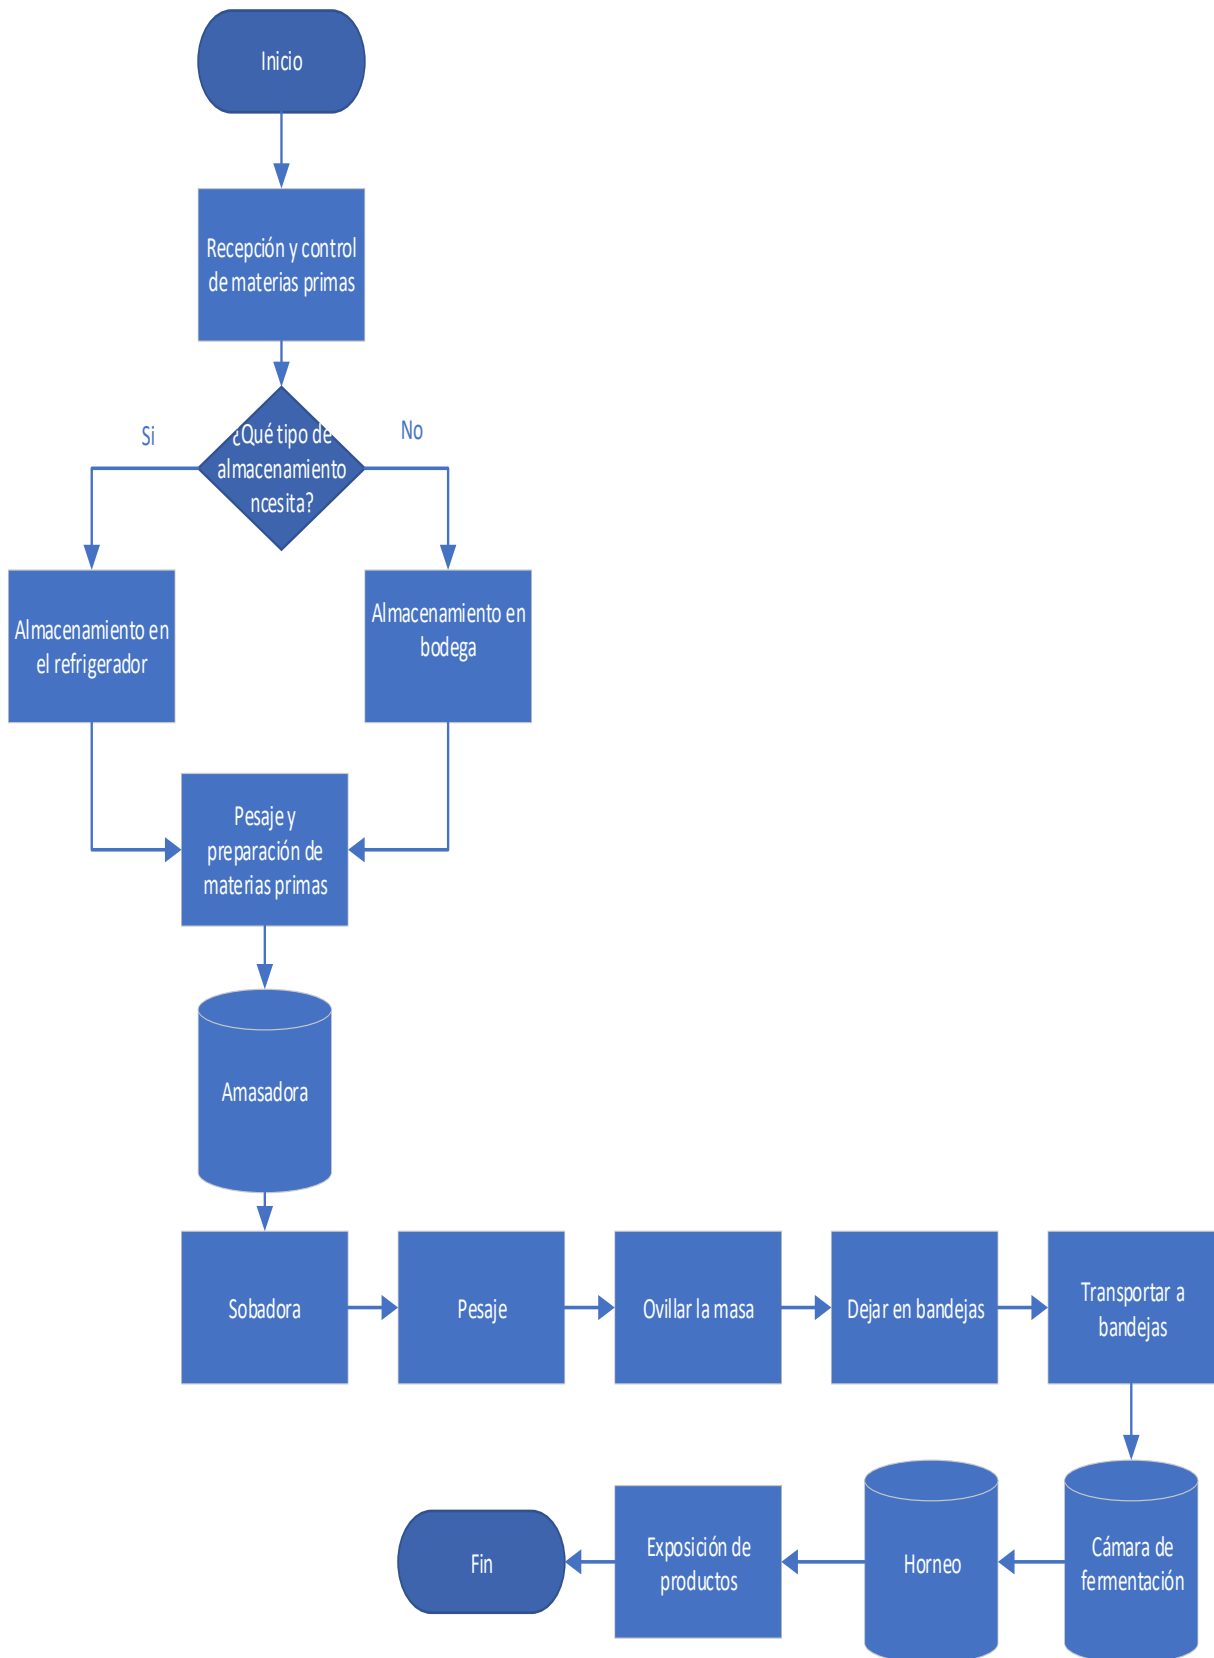 Inicio
Recepción y control
de materias primas
¿Qué tipo de
almacenamiento
ncesita?
Si
No
Almacenamiento en
el refrigerador
Almacenamiento en
bodega
Pesaje y
preparación de
materias primas
Amasadora
Sobadora
Pesaje
Ovillar la masa
Dejar en bandejas
Transportar a
bandejas
Cámara de
fermentación
Horneo
Exposición de
productos
Fin